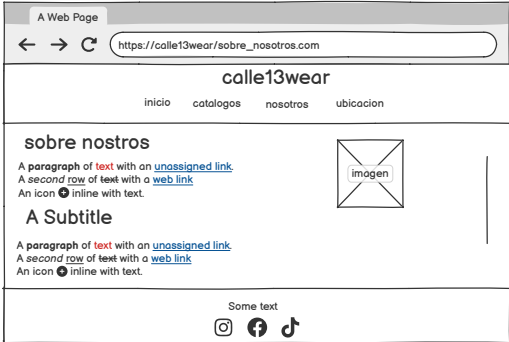 A Web Page
https://calle13wear/sobre_nosotros.com
calle13wear
inicio catalogos nosotros ubicacion
sobre nostros
A paragraph of text with an unassigned link.
A second row of text with a web link
An icon inline with text.
imagen
A Subtitle
A paragraph of text with an unassigned link.
A second row of text with a web link
An icon inline with text.
Some text